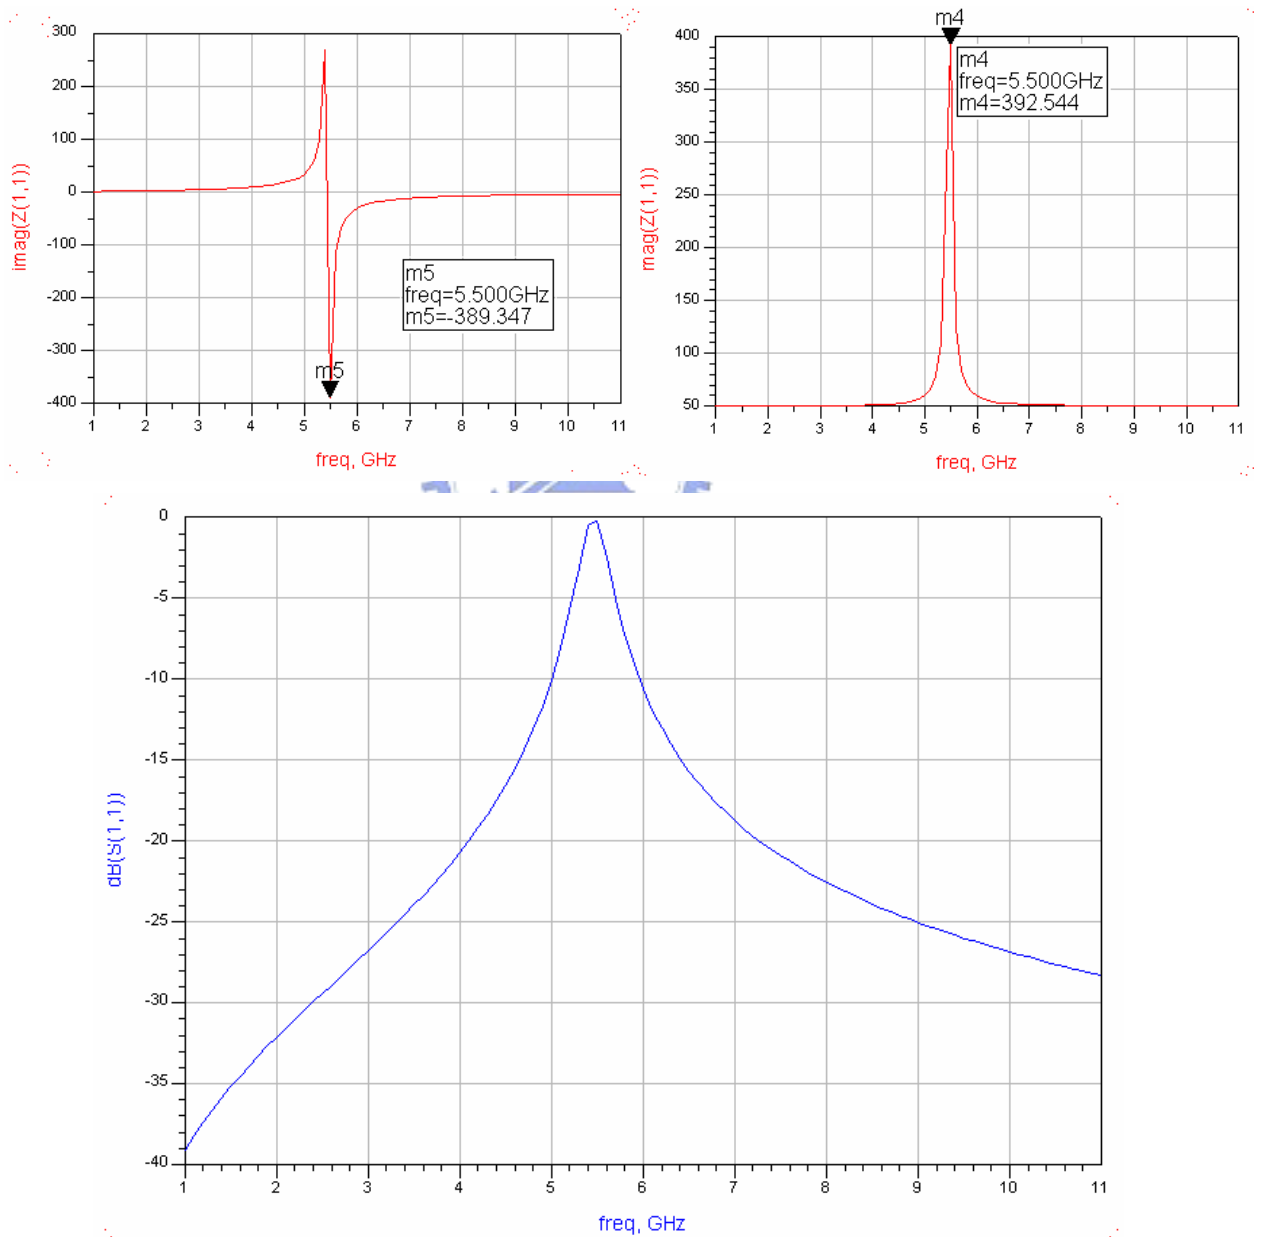 300
200
100
0
-100
-200
-300
-400
imag(Z(1,1))
m5
freq=5.500GHz
m5=-389.347
m5
1 2 3 4 5 6 7 8 9 10 11
freq, GHz
m4
400
350
300
250
200
150
100
50
mag(Z(1,1))
m4
freq=5.500GHz
m4=392.544
1 2 3 4 5 6 7 8 9 10 11
freq, GHz
0
-5
-10
-15
-20
-25
-30
-35
-40
dB(S(1,1))
1 2 3 4 5 6 7 8 9 10 11
freq, GHz